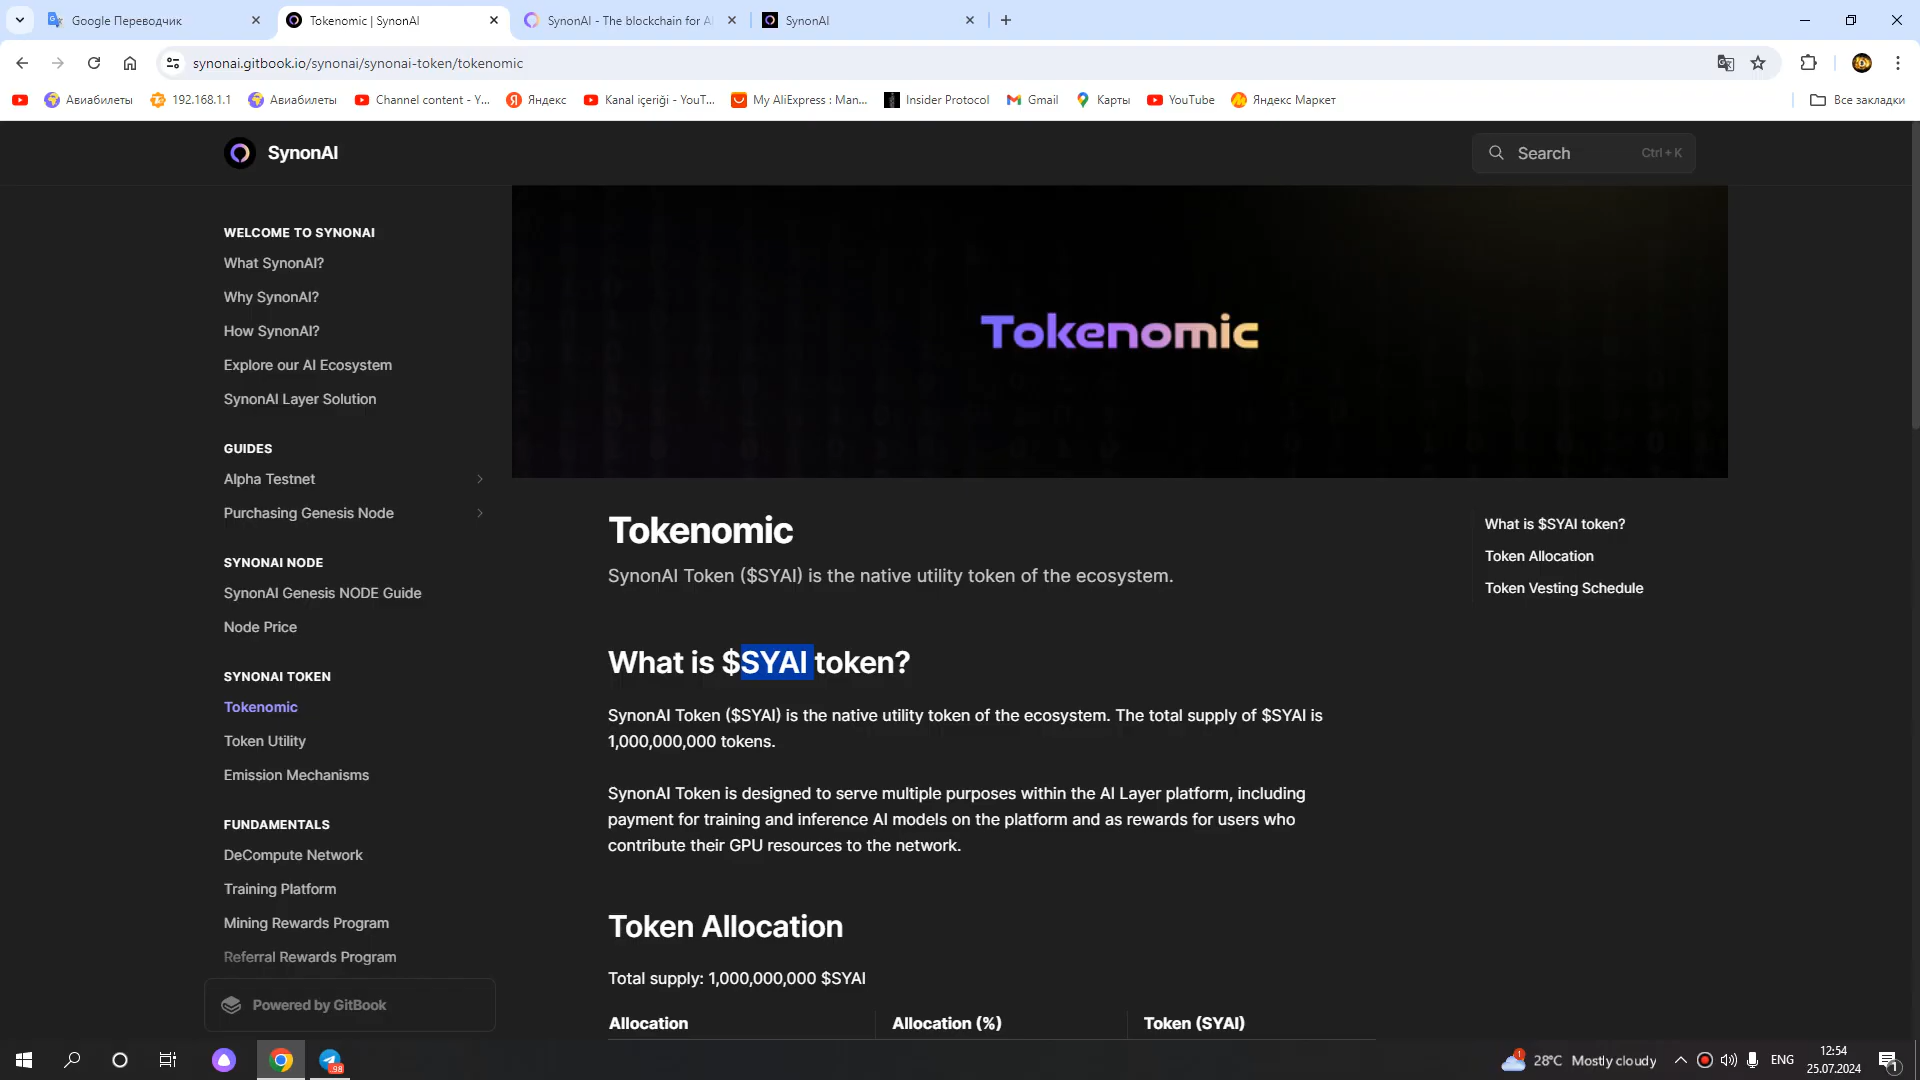 Google Переводчик
Tokenomic | SynonAI
SynonAI - The blockchain for AI
SynonAI
synonai.gitbook.io/synonai/synonai-token/tokenomic
Авиабилеты
192.168.1.1
Авиабилеты
Channel content - Y...
Яндекс
Kanal içeriği - YouT...
My AliExpress : Man...
Insider Protocol
Gmail
Карты
YouTube
Яндекс Маркет
Все закладки
SynonAI
Search
Ctrl + K
WELCOME TO SYNONAI
What SynonAI?
Why SynonAI?
How SynonAI?
Explore our AI Ecosystem
SynonAI Layer Solution
GUIDES
Alpha Testnet
Purchasing Genesis Node
SYNONAI NODE
SynonAI Genesis NODE Guide
Node Price
SYNONAI TOKEN
Tokenomic
Token Utility
Emission Mechanisms
FUNDAMENTALS
DeCompute Network
Training Platform
Mining Rewards Program
Referral Rewards Program
Powered by GitBook
Tokenomic
Tokenomic
SynonAI Token ($SYAI) is the native utility token of the ecosystem.
What is $SYAI token?
SynonAI Token ($SYAI) is the native utility token of the ecosystem. The total supply of $SYAI is
1,000,000,000 tokens.
SynonAI Token is designed to serve multiple purposes within the AI Layer platform, including
payment for training and inference AI models on the platform and as rewards for users who
contribute their GPU resources to the network.
Token Allocation
Total supply: 1,000,000,000 $SYAI
Allocation
Allocation (%)
Token (SYAI)
What is $SYAI token?
Token Allocation
Token Vesting Schedule
98
1
28°C Mostly cloudy
ENG
12:54
25.07.2024
1